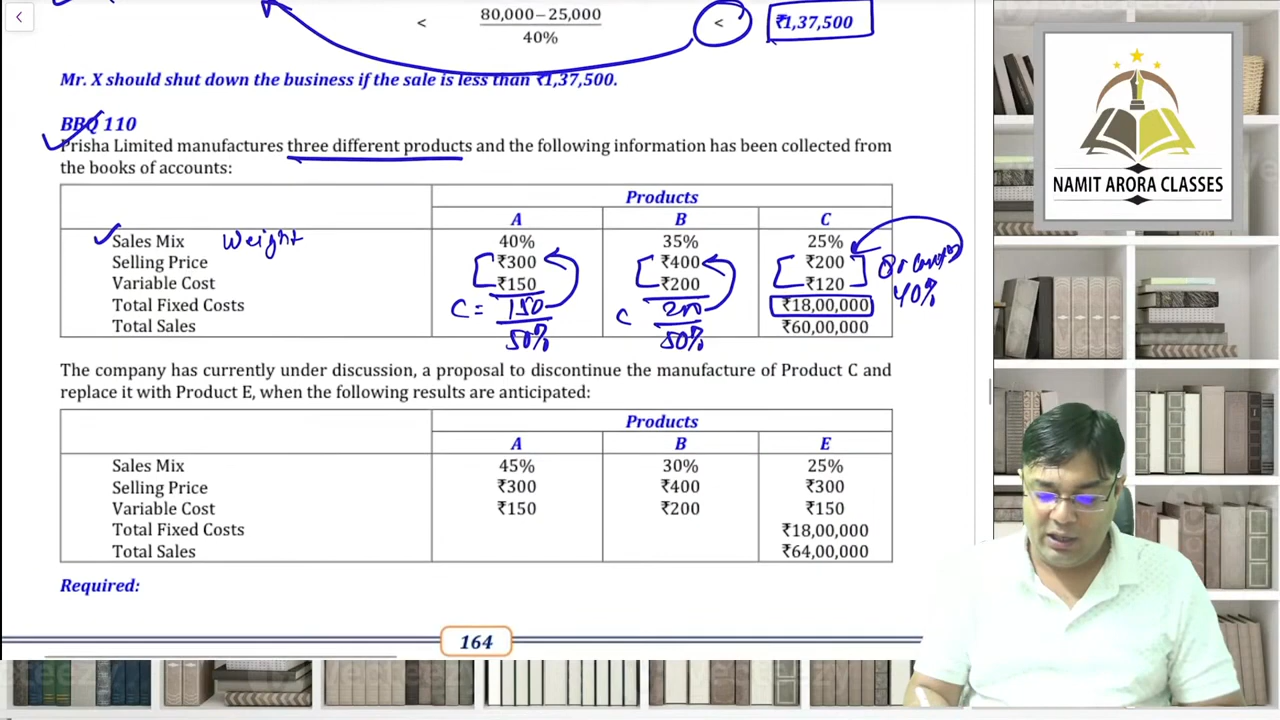 < 80,000−25,000 / 40% < ₹1,37,500
Mr. X should shut down the business if the sale is less than ₹1,37,500.
BBQ 110
Prisha Limited manufactures three different products and the following information has been collected from
the books of accounts:
Products
A B C
Sales Mix Weight 40% 35% 25%
Selling Price ₹300 ₹400 ₹200
Variable Cost ₹150 ₹200 ₹120
40%
Total Fixed Costs C = 150 C 200 ₹18,00,000
Total Sales 50% 50% ₹60,00,000
The company has currently under discussion, a proposal to discontinue the manufacture of Product C and
replace it with Product E, when the following results are anticipated:
Products
A B E
Sales Mix 45% 30% 25%
Selling Price ₹300 ₹400 ₹300
Variable Cost ₹150 ₹200 ₹150
Total Fixed Costs ₹18,00,000
Total Sales ₹64,00,000
Required:
164
NAMIT ARORA CLASSES